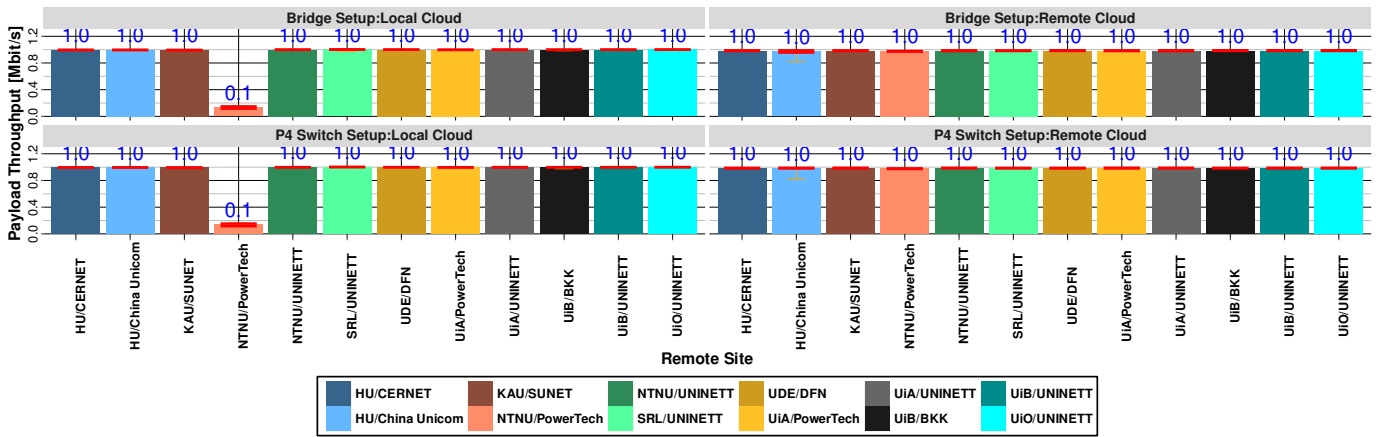 Bridge Setup:Local Cloud
Bridge Setup:Remote Cloud
Payload Throughput [Mbit/s]
1.2
0.8
0.4
0.0
1.0 1.0 1.0 0.1 1.0 1.0 1.0 1.0 1.0 1.0 1.0 1.0
1.0 1.0 1.0 1.0 1.0 1.0 1.0 1.0 1.0 1.0 1.0 1.0
P4 Switch Setup:Local Cloud
P4 Switch Setup:Remote Cloud
1.2
0.8
0.4
0.0
1.0 1.0 1.0 0.1 1.0 1.0 1.0 1.0 1.0 1.0 1.0 1.0
1.0 1.0 1.0 1.0 1.0 1.0 1.0 1.0 1.0 1.0 1.0 1.0
HU/CERNET
HU/China Unicom
KAU/SUNET
NTNU/PowerTech
NTNU/UNINETT
SRL/UNINETT
UDE/DFN
UiA/PowerTech
UiA/UNINETT
UiB/BKK
UiB/UNINETT
UiO/UNINETT
HU/CERNET
HU/China Unicom
KAU/SUNET
NTNU/PowerTech
NTNU/UNINETT
SRL/UNINETT
UDE/DFN
UiA/PowerTech
UiA/UNINETT
UiB/BKK
UiB/UNINETT
UiO/UNINETT
Remote Site
HU/CERNET KAU/SUNET NTNU/UNINETT UDE/DFN UiA/UNINETT UiB/UNINETT
HU/China Unicom NTNU/PowerTech SRL/UNINETT UiA/PowerTech UiB/BKK UiO/UNINETT